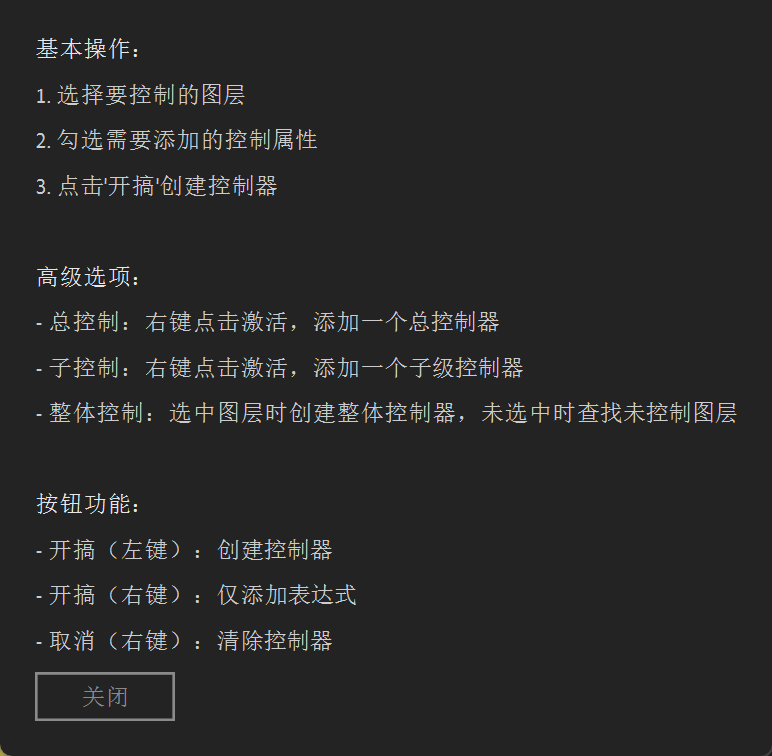 基本操作：
1. 选择要控制的图层
2. 勾选需要添加的控制属性
3. 点击'开搞'创建控制器
高级选项：
- 总控制：右键点击激活，添加一个总控制器
- 子控制：右键点击激活，添加一个子级控制器
- 整体控制：选中图层时创建整体控制器，未选中时查找未控制图层
按钮功能：
- 开搞（左键）：创建控制器
- 开搞（右键）：仅添加表达式
- 取消（右键）：清除控制器
关闭